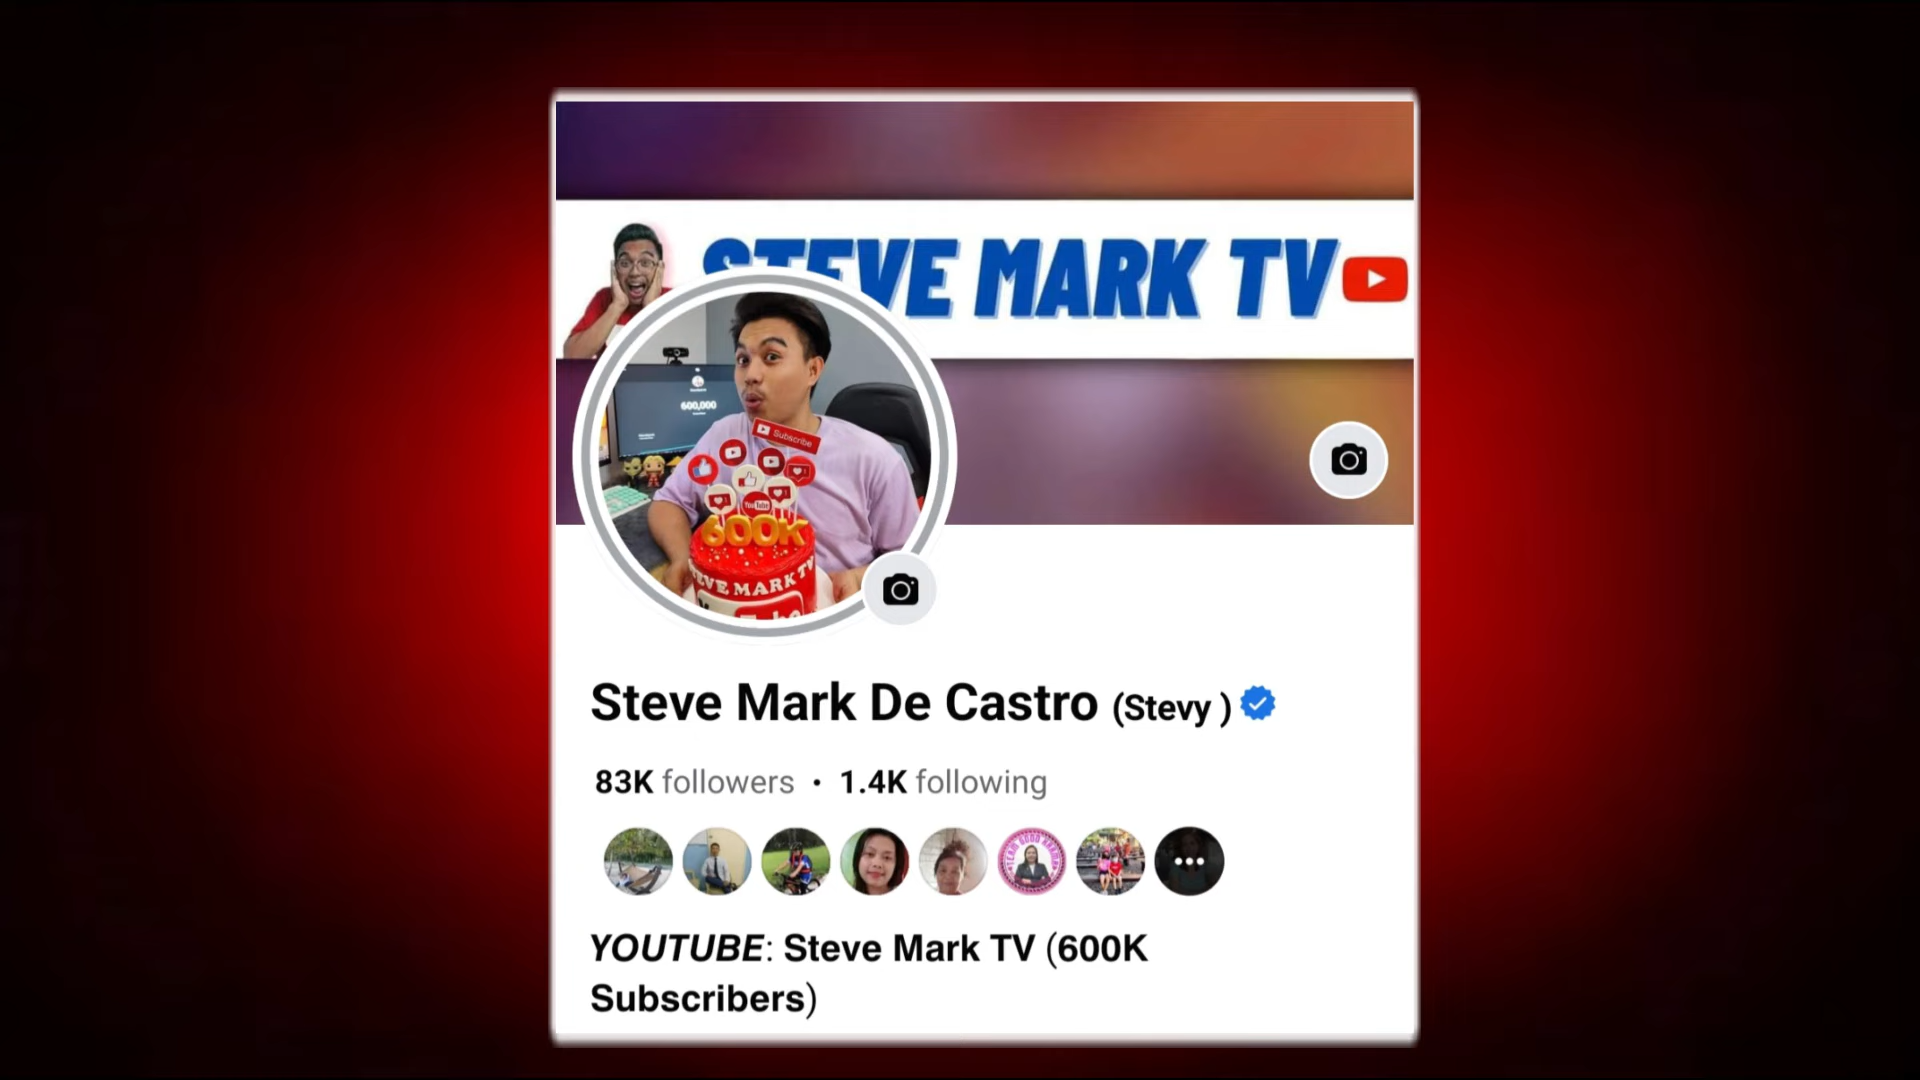 STEVE MARK TV
600,000
Subscribe
YouTube
600K
STEVE MARK TV
Steve Mark De Castro (Stevy )
83K followers • 1.4K following
YOUTUBE: Steve Mark TV (600K
Subscribers)